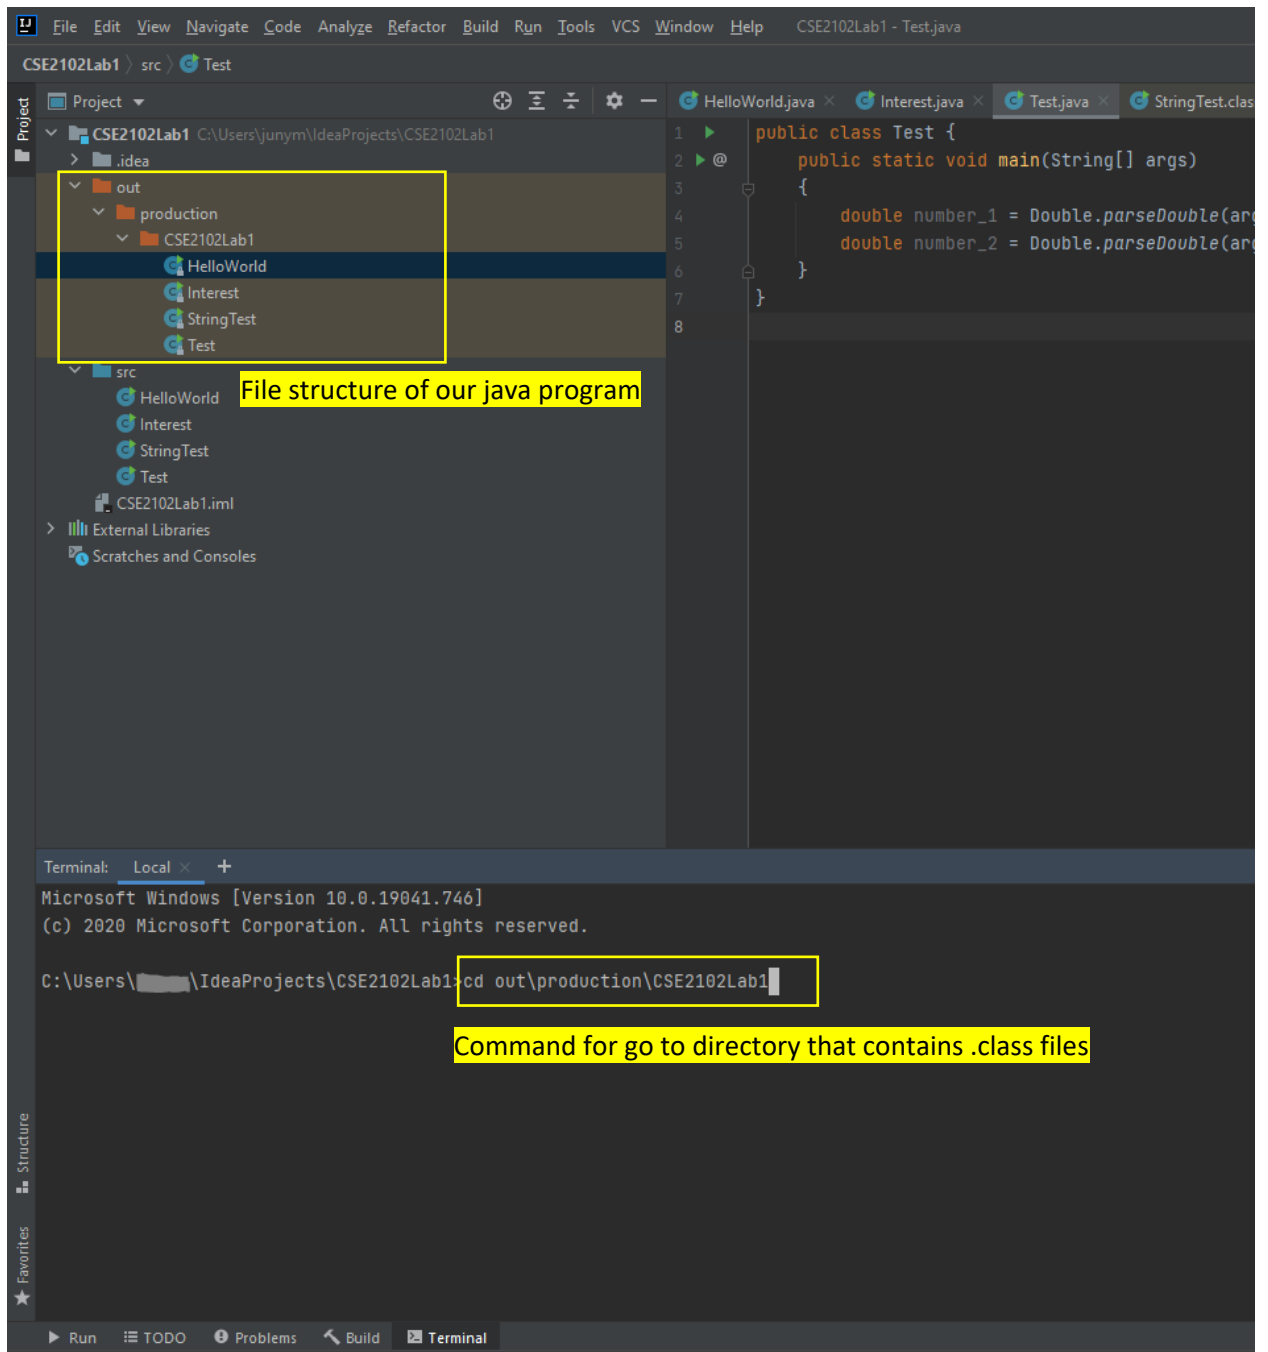 File Edit View Navigate Code Analyze Refactor Build Run Tools VCS Window Help CSE2102Lab1 - Test.java
CSE2102Lab1 src Test
Project
Project
HelloWorld.java Interest.java Test.java StringTest.clas
CSE2102Lab1 C:\Users\junym\IdeaProjects\CSE2102Lab1
.idea
out
production
CSE2102Lab1
HelloWorld
Interest
StringTest
Test
src
HelloWorld
Interest
StringTest
Test
CSE2102Lab1.iml
External Libraries
Scratches and Consoles
File structure of our java program
1 public class Test {
2 @ public static void main(String[] args)
3 {
4 double number_1 = Double.parseDouble(arg
5 double number_2 = Double.parseDouble(arg
6 }
7 }
8
Terminal: Local +
Microsoft Windows [Version 10.0.19041.746]
(c) 2020 Microsoft Corporation. All rights reserved.
C:\Users\ \IdeaProjects\CSE2102Lab1>cd out\production\CSE2102Lab1
Command for go to directory that contains .class files
Structure
Favorites
Run TODO Problems Build Terminal